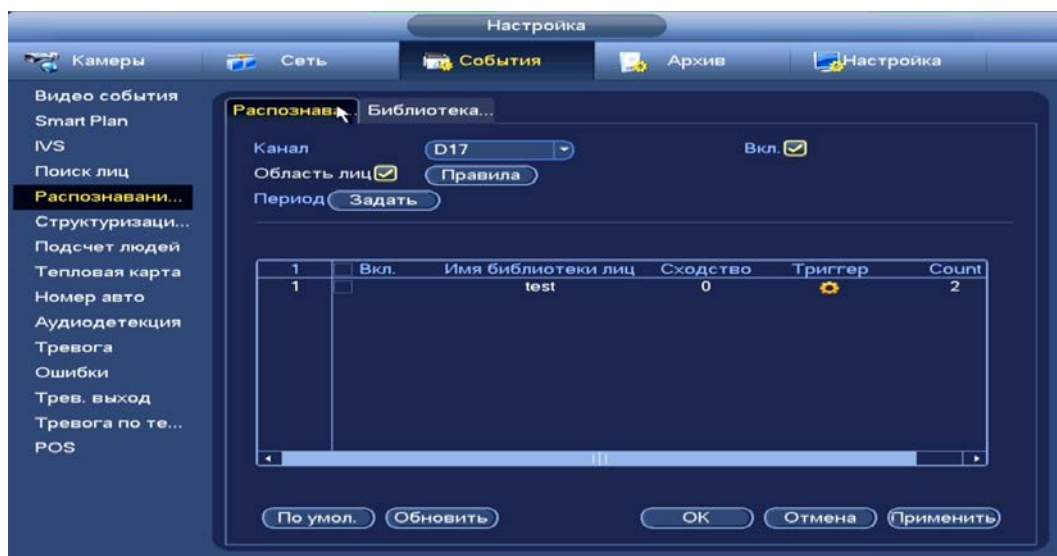 Настройка
Камеры Сеть События Архив Настройка
Видео события
Smart Plan
IVS
Поиск лиц
Распознавани...
Структуризаци...
Подсчет людей
Тепловая карта
Номер авто
Аудиодетекция
Тревога
Ошибки
Трев. выход
Тревога по те...
POS
Распознава... Библиотека...
Канал D17 Вкл.
Область лиц Правила
Период Задать
1 Вкл. Имя библиотеки лиц Сходство Триггер Count
1 test 0 2
По умол. Обновить OK Отмена Применить